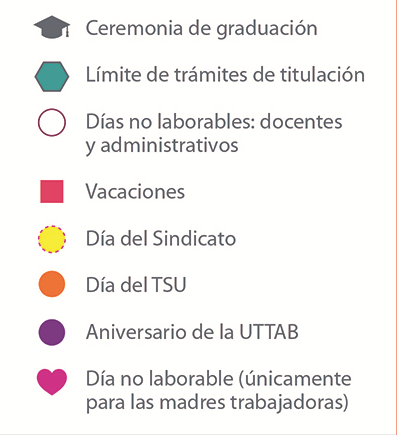 Ceremonia de graduación
Límite de trámites de titulación
Días no laborables: docentes
y administrativos
Vacaciones
Día del Sindicato
Día del TSU
Aniversario de la UTTAB
Día no laborable (únicamente
para las madres trabajadoras)